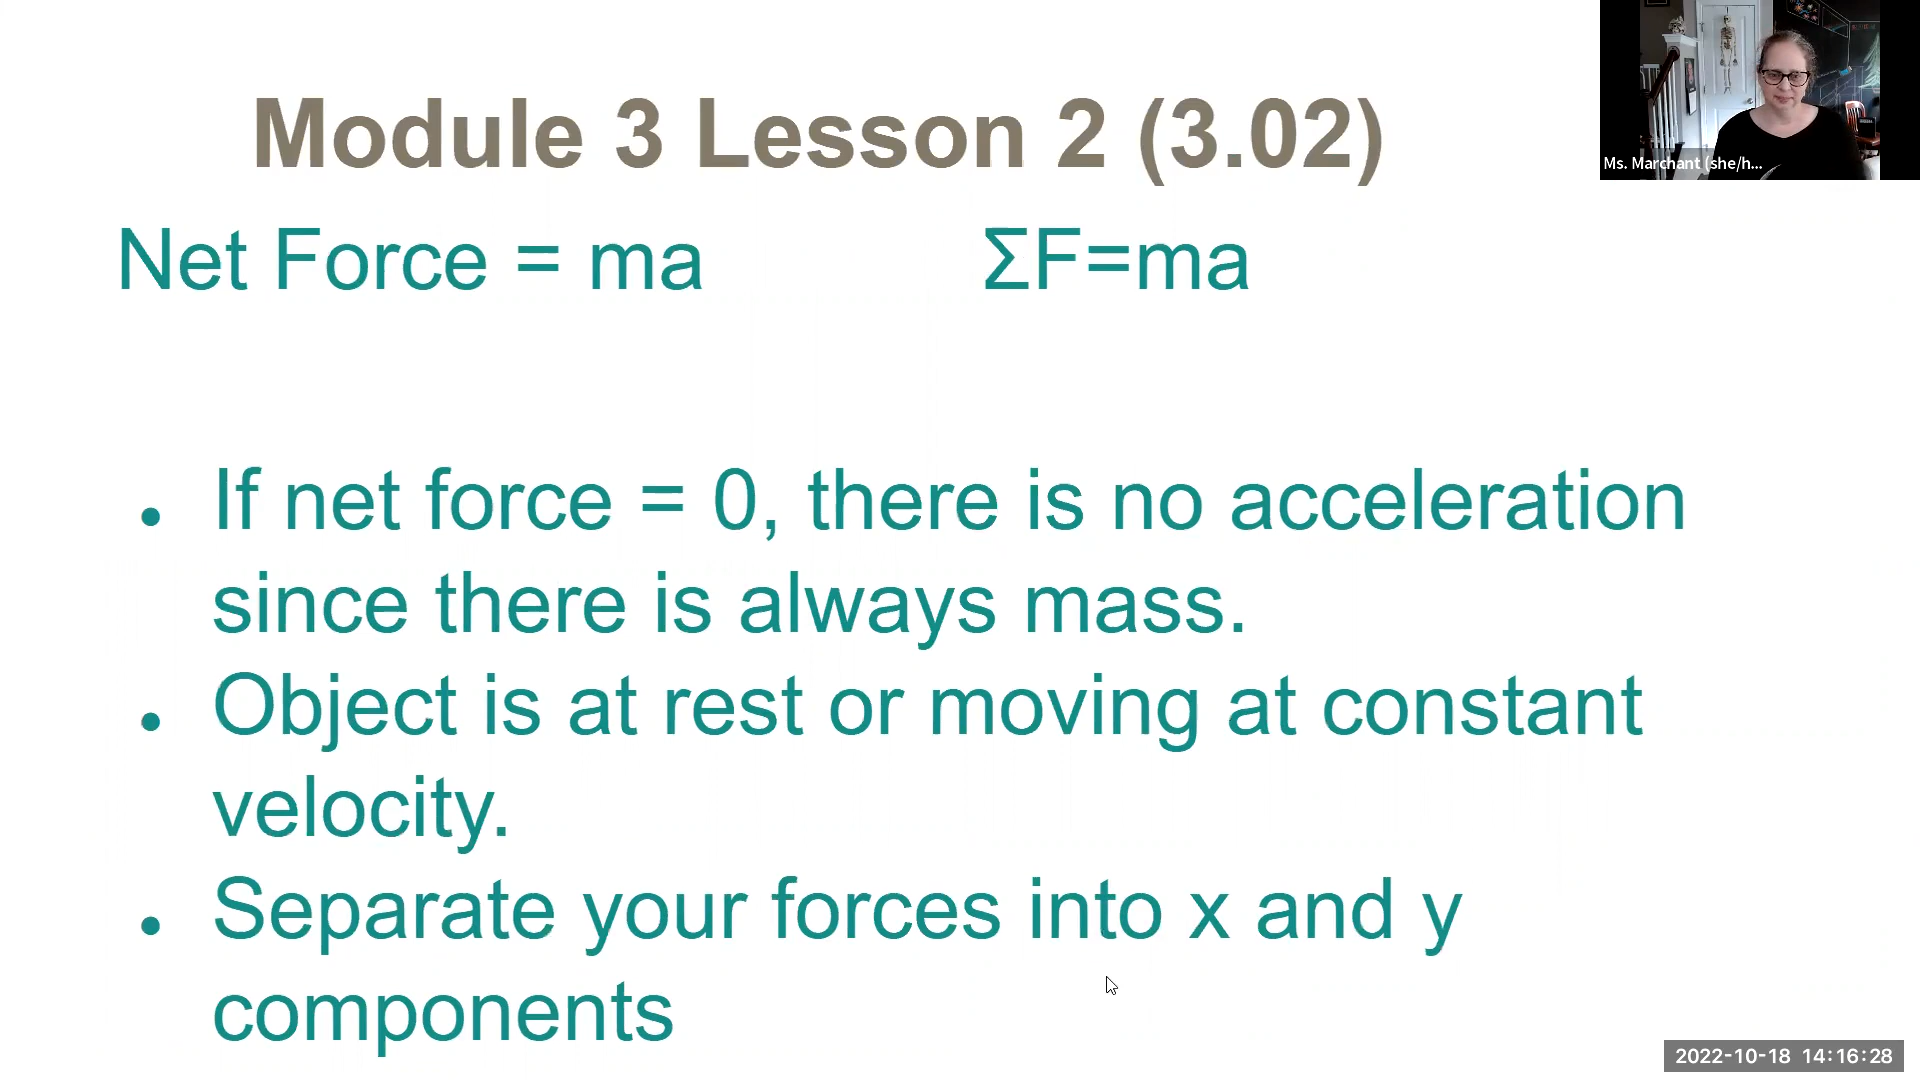 Module 3 Lesson 2 (3.02)
Ms. Marchant (she/h...
Net Force = ma ΣF=ma
• If net force = 0, there is no acceleration
since there is always mass.
• Object is at rest or moving at constant
velocity.
• Separate your forces into x and y
components
2022-10-18 14:16:28